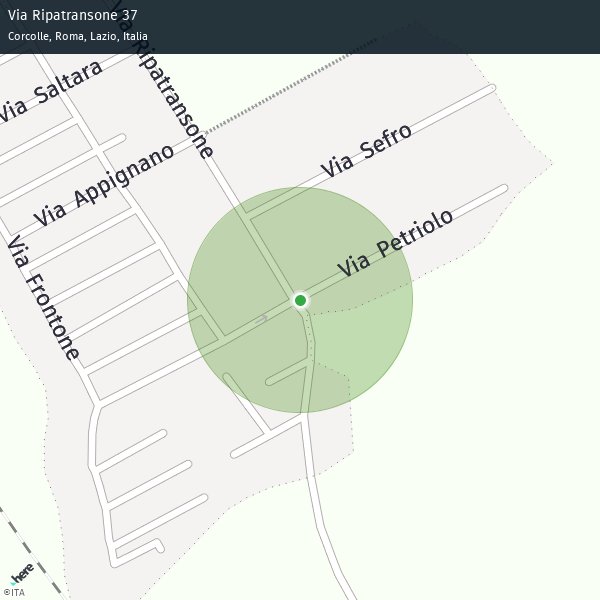 Via Ripatransone 37
Corcolle, Roma, Lazio, Italia
Via Saltara
Via Ripatransone
Via Appignano
Via Sefro
Via Petriolo
Via Frontone
here
©ITA